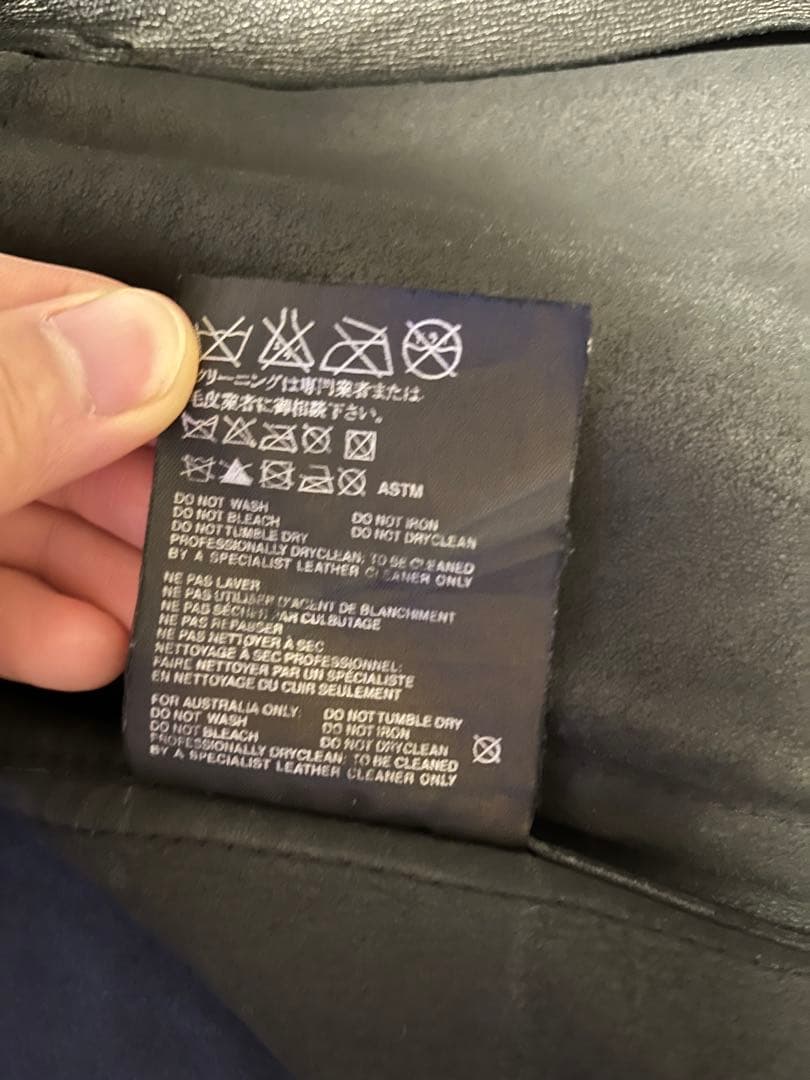 クリーニングは専門業者または
毛皮業者に御相談下さい。
ASTM
DO NOT WASH
DO NOT BLEACH DO NOT IRON
DO NOT TUMBLE DRY DO NOT DRYCLEAN
PROFESSIONALLY DRYCLEAN: TO BE CLEANED
BY A SPECIALIST LEATHER CLEANER ONLY
NE PAS LAVER
NE PAS UTILISER D'AGENT DE BLANCHIMENT
NE PAS SÉCHER PAR CULBUTAGE
NE PAS REPASSER
NE PAS NETTOYER À SEC
NETTOYAGE À SEC PROFESSIONNEL:
FAIRE NETTOYER PAR UN SPÉCIALISTE
EN NETTOYAGE DU CUIR SEULEMENT
FOR AUSTRALIA ONLY: DO NOT TUMBLE DRY
DO NOT WASH DO NOT IRON
DO NOT BLEACH DO NOT DRYCLEAN
PROFESSIONALLY DRYCLEAN: TO BE CLEANED
BY A SPECIALIST LEATHER CLEANER ONLY